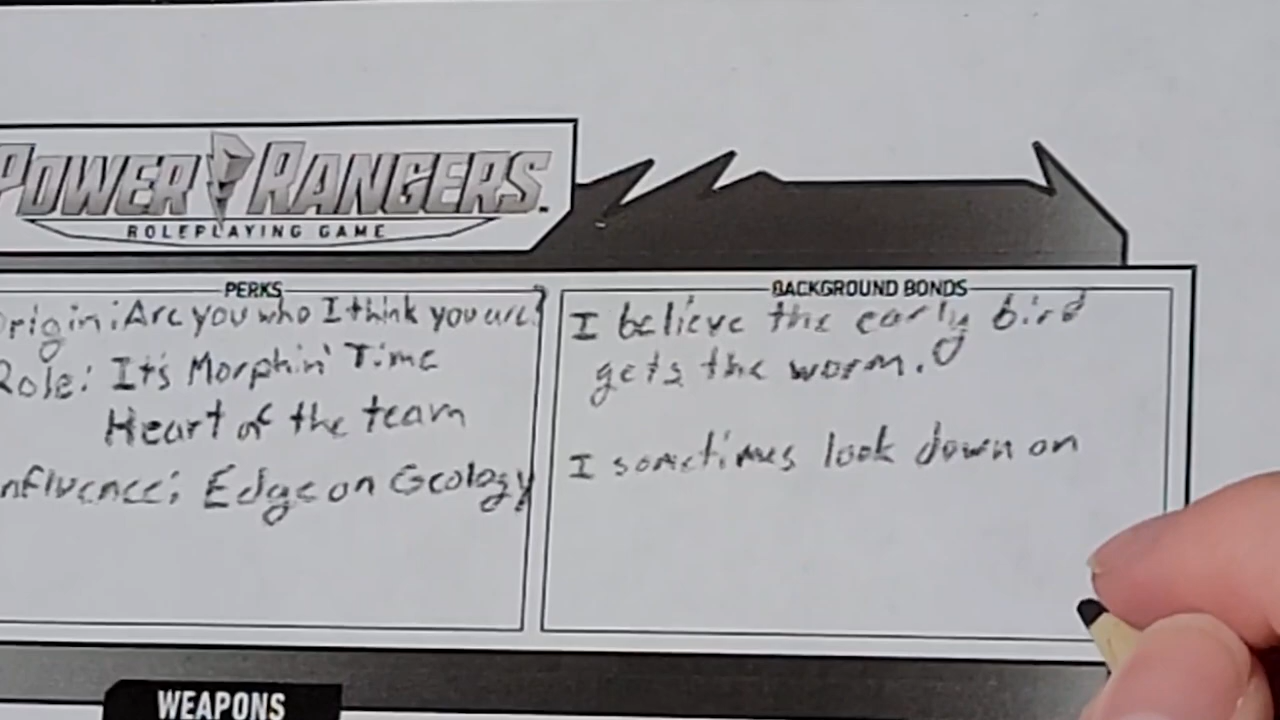 POWER RANGERS
ROLEPLAYING GAME
PERKS
Origin: Are you who I think you are?
Role: It's Morphin' Time
Heart of the team
Influence: Edge on Geology
BACKGROUND BONDS
I believe the early bird
gets the worm.
I sometimes look down on
WEAPONS